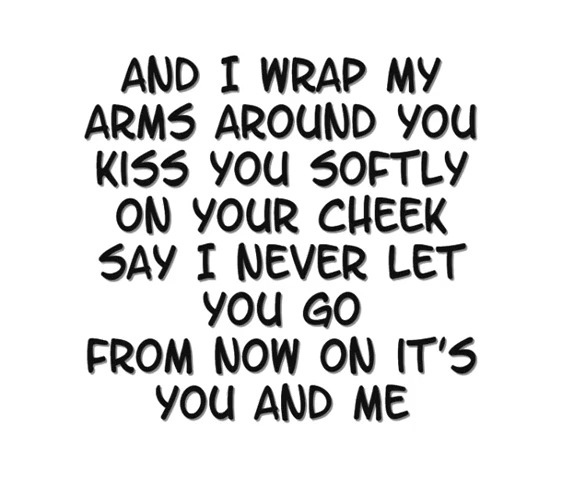 AND I WRAP MY
ARMS AROUND YOU
KISS YOU SOFTLY
ON YOUR CHEEK
SAY I NEVER LET
YOU GO
FROM NOW ON IT'S
YOU AND ME